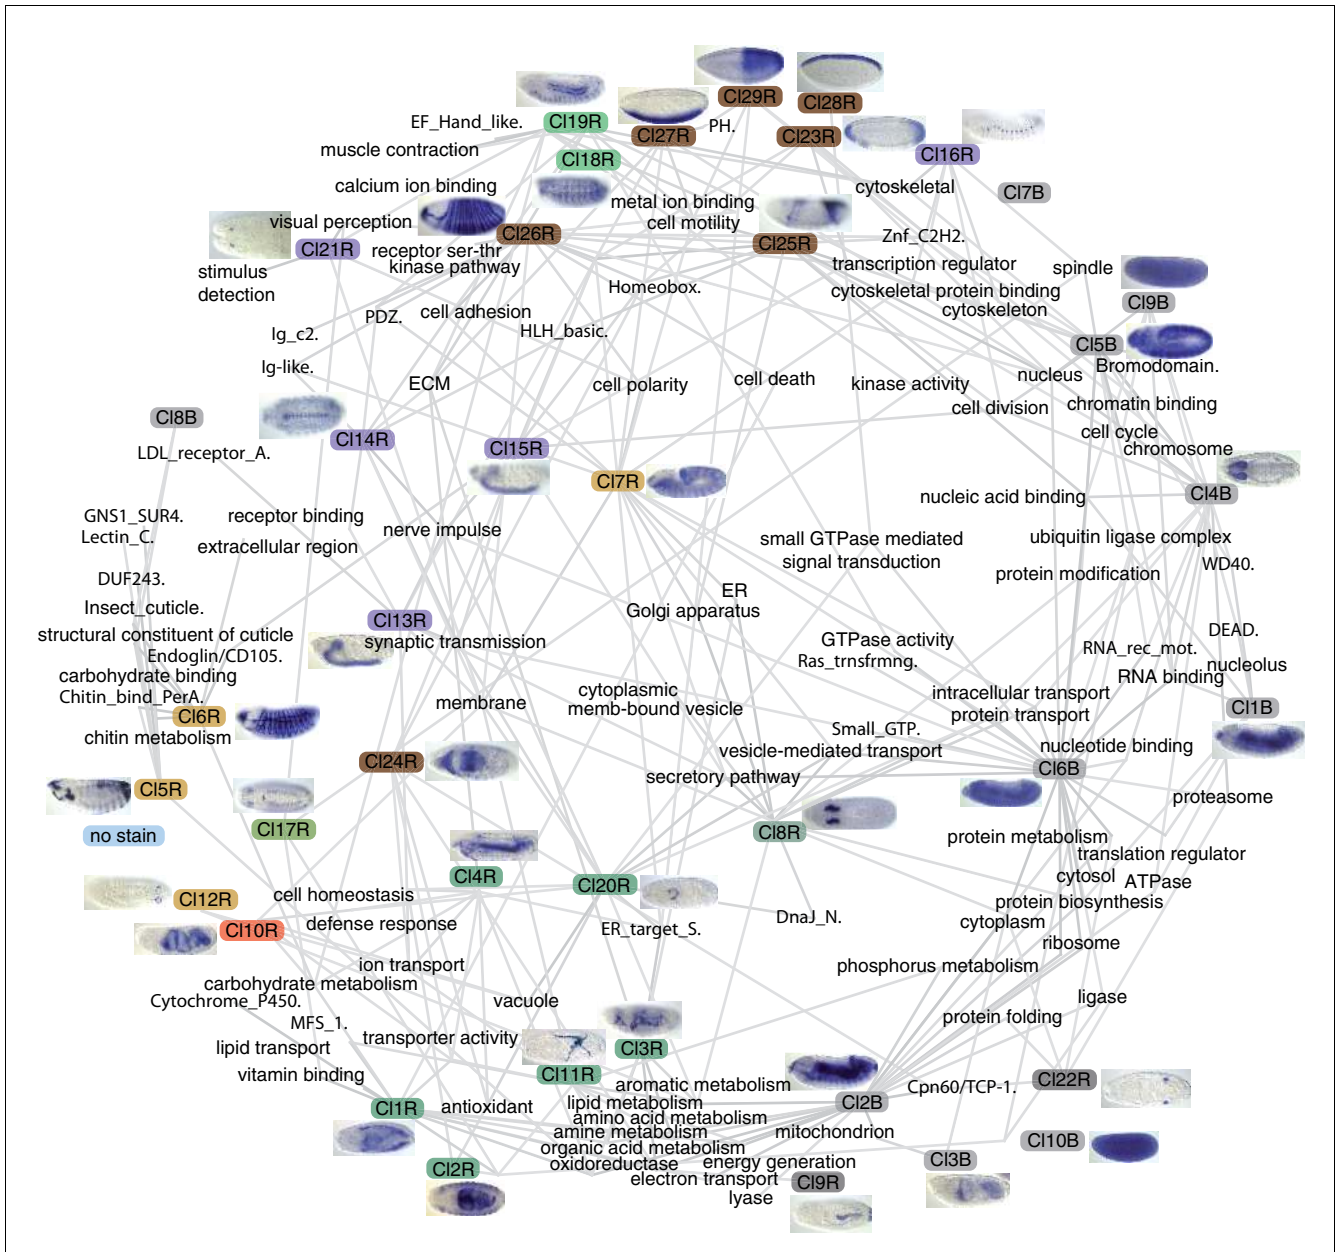 Cl29R
Cl28R
EF_Hand_like.
Cl19R
Cl27R
PH.
Cl23R
muscle contraction
Cl18R
Cl16R
calcium ion binding
cytoskeletal
Cl7B
metal ion binding
visual perception
cell motility
Cl26R
Cl21R
receptor ser-thr
kinase pathway
Cl25R
Znf_C2H2.
stimulus
detection
transcription regulator
spindle
Homeobox.
cytoskeletal protein binding
Cl9B
cytoskeleton
PDZ.
cell adhesion
Ig_c2.
HLH_basic.
Cl5B
Ig-like.
Bromodomain.
nucleus
ECM
cell polarity
cell death
kinase activity
cell division
chromatin binding
Cl8B
cell cycle
Cl14R
Cl15R
chromosome
LDL_receptor_A.
Cl7R
nucleic acid binding
Cl4B
GNS1_SUR4.
receptor binding
Lectin_C.
nerve impulse
extracellular region
small GTPase mediated
signal transduction
ubiquitin ligase complex
WD40.
protein modification
DUF243.
ER
Insect_cuticle.
Golgi apparatus
Cl13R
structural constituent of cuticle
synaptic transmission
GTPase activity
DEAD.
Endoglin/CD105.
Ras_trnsfrmng.
RNA_rec_mot.
nucleolus
carbohydrate binding
RNA binding
Chitin_bind_PerA.
cytoplasmic
memb-bound vesicle
intracellular transport
membrane
Cl6R
protein transport
Cl1B
chitin metabolism
Small_GTP.
vesicle-mediated transport
nucleotide binding
Cl24R
secretory pathway
Cl6B
Cl5R
proteasome
no stain
Cl17R
Cl8R
protein metabolism
translation regulator
Cl4R
Cl20R
cytosol
ATPase
cell homeostasis
Cl12R
protein biosynthesis
defense response
DnaJ_N.
cytoplasm
Cl10R
ER_target_S.
ribosome
ion transport
phosphorus metabolism
carbohydrate metabolism
Cytochrome_P450.
vacuole
ligase
MFS_1.
protein folding
transporter activity
lipid transport
Cl3R
vitamin binding
Cl11R
aromatic metabolism
Cpn60/TCP-1.
Cl22R
Cl1R
antioxidant
lipid metabolism
Cl2B
amino acid metabolism
amine metabolism
mitochondrion
Cl10B
organic acid metabolism
Cl2R
oxidoreductase
energy generation
Cl3B
electron transport
Cl9R
lyase